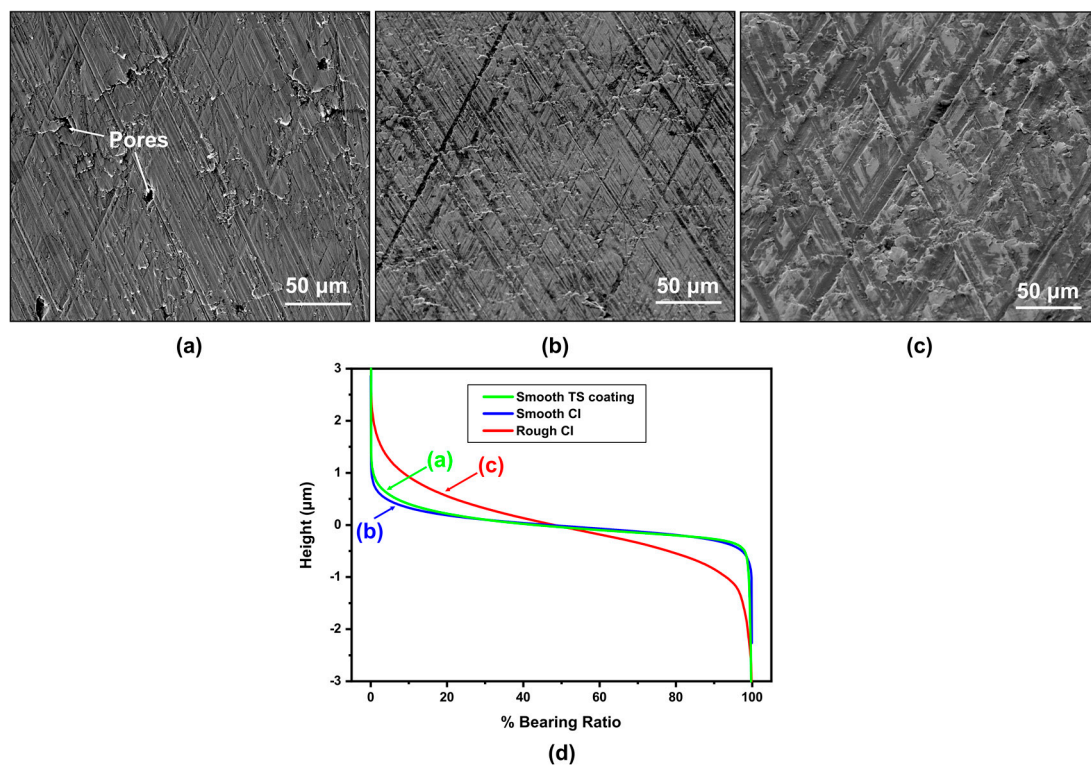 Pores
50 µm
50 µm
50 µm
(a)
(b)
(c)
3
2
1
0
-1
-2
-3
Height (µm)
Smooth TS coating
Smooth CI
Rough CI
(a)
(c)
(b)
0
20
40
60
80
100
% Bearing Ratio
(d)